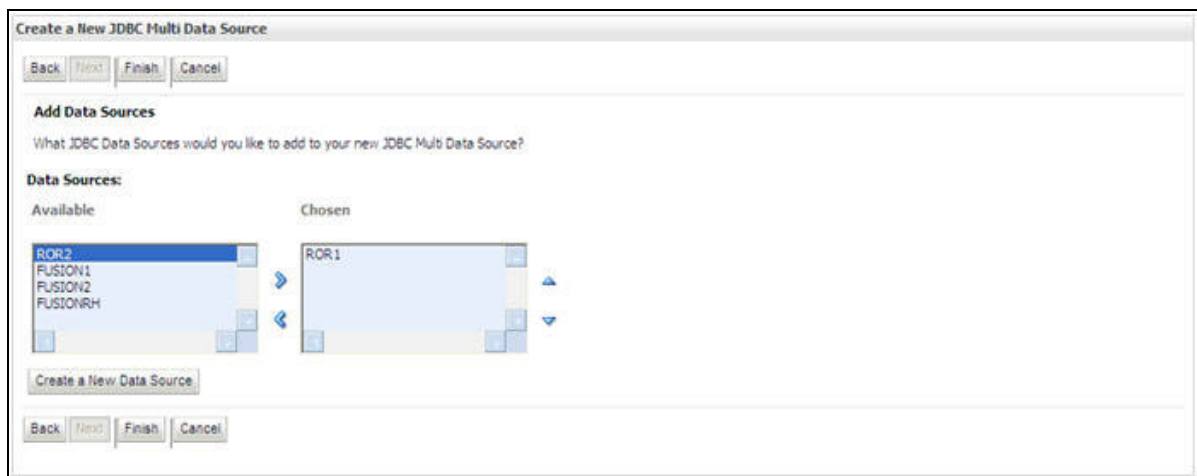 Create a New JDBC Multi Data Source
Back Next Finish Cancel
Add Data Sources
What JDBC Data Sources would you like to add to your new JDBC Multi Data Source?
Data Sources:
Available Chosen
ROR2 ROR1
FUSION1
FUSION2
FUSIONRH
Create a New Data Source
Back Next Finish Cancel